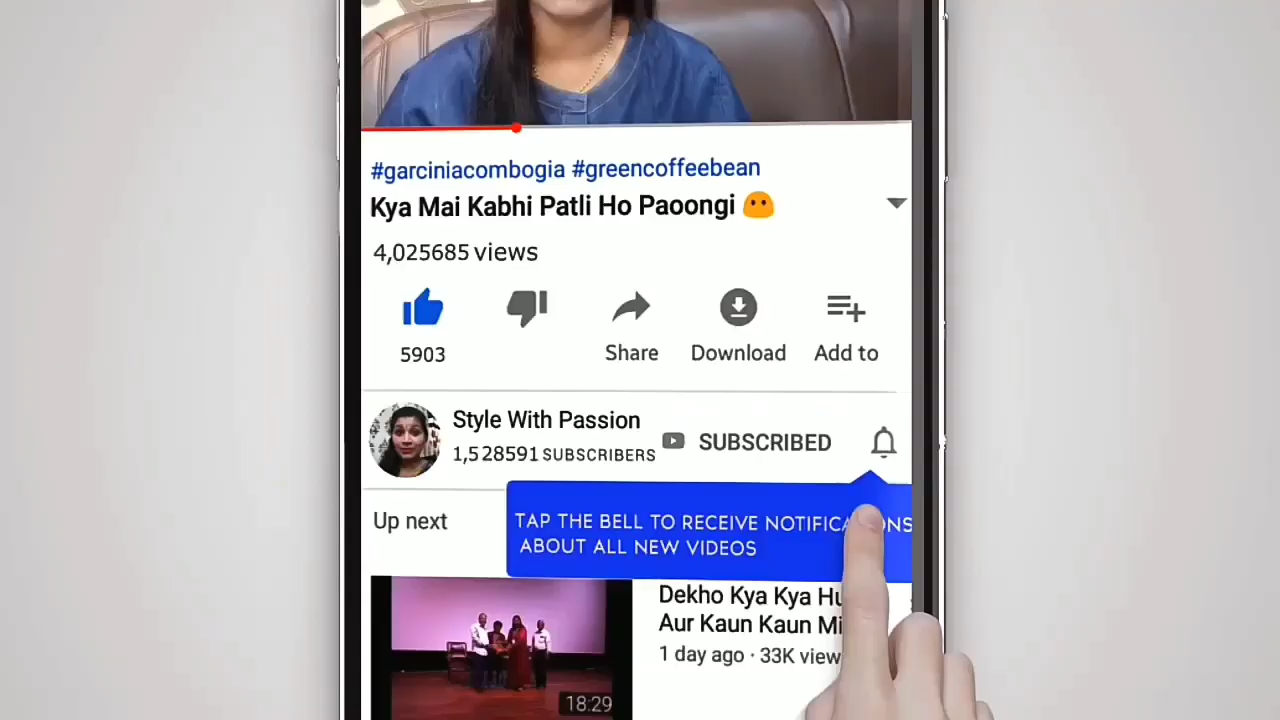 #garciniacombogia #greencoffeebean
Kya Mai Kabhi Patli Ho Paoongi
4,025685 views
5903
Share
Download
Add to
Style With Passion
1,528591 SUBSCRIBERS
SUBSCRIBED
TAP THE BELL TO RECEIVE
ABOUT ALL NEW VIDEOS
Up next
Dekho Kya Kya
Aur Kaun Kaun
1 day ago · 33K
18:29